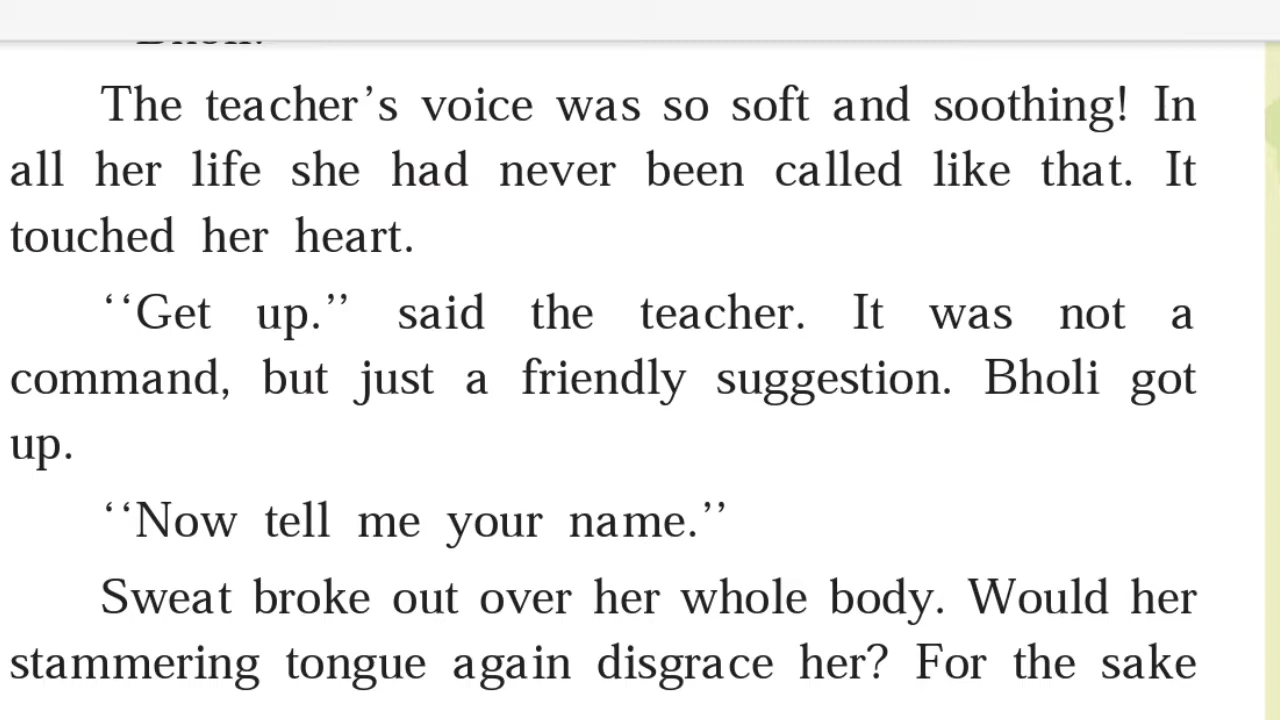 The teacher’s voice was so soft and soothing! In
all her life she had never been called like that. It
touched her heart.
‘‘Get up.’’ said the teacher. It was not a
command, but just a friendly suggestion. Bholi got
up.
‘‘Now tell me your name.’’
Sweat broke out over her whole body. Would her
stammering tongue again disgrace her? For the sake